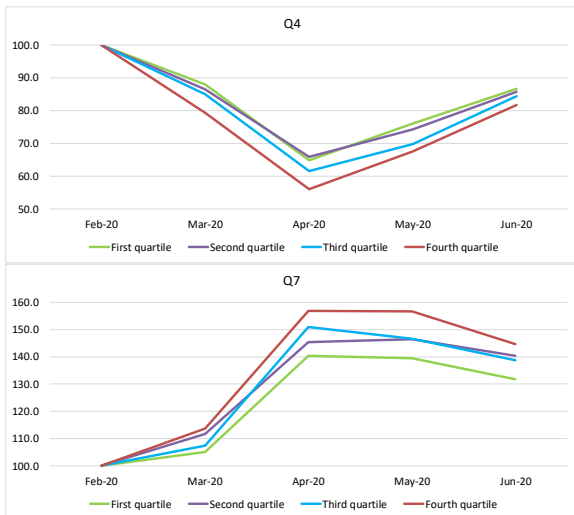 Q4
100.0
90.0
80.0
70.0
60.0
50.0
Feb-20 Mar-20 Apr-20 May-20 Jun-20
First quartile Second quartile Third quartile Fourth quartile
Q7
160.0
150.0
140.0
130.0
120.0
110.0
100.0
Feb-20 Mar-20 Apr-20 May-20 Jun-20
First quartile Second quartile Third quartile Fourth quartile